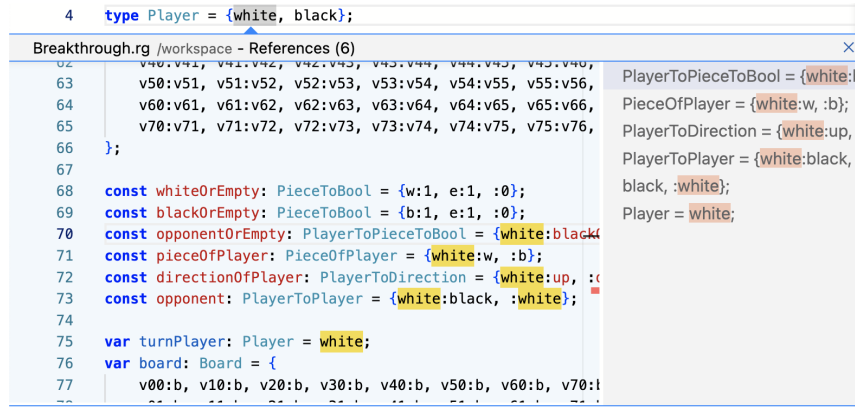 4 type Player = {white, black};
Breakthrough.rg /workspace - References (6)
62 v40:v41, v41:v42, v42:v43, v43:v44, v44:v45, v45:v46,
63 v50:v51, v51:v52, v52:v53, v53:v54, v54:v55, v55:v56,
64 v60:v61, v61:v62, v62:v63, v63:v64, v64:v65, v65:v66,
65 v70:v71, v71:v72, v72:v73, v73:v74, v74:v75, v75:v76,
66 };
67
68 const whiteOrEmpty: PieceToBool = {w:1, e:1, :0};
69 const blackOrEmpty: PieceToBool = {b:1, e:1, :0};
70 const opponentOrEmpty: PlayerToPieceToBool = {white:black
71 const pieceOfPlayer: PieceOfPlayer = {white:w, :b};
72 const directionOfPlayer: PlayerToDirection = {white:up, :
73 const opponent: PlayerToPlayer = {white:black, :white};
74
75 var turnPlayer: Player = white;
76 var board: Board = {
77 v00:b, v10:b, v20:b, v30:b, v40:b, v50:b, v60:b, v70:b
PlayerToPieceToBool = {white:
PieceOfPlayer = {white:w, :b};
PlayerToDirection = {white:up,
PlayerToPlayer = {white:black,
black, :white};
Player = white;